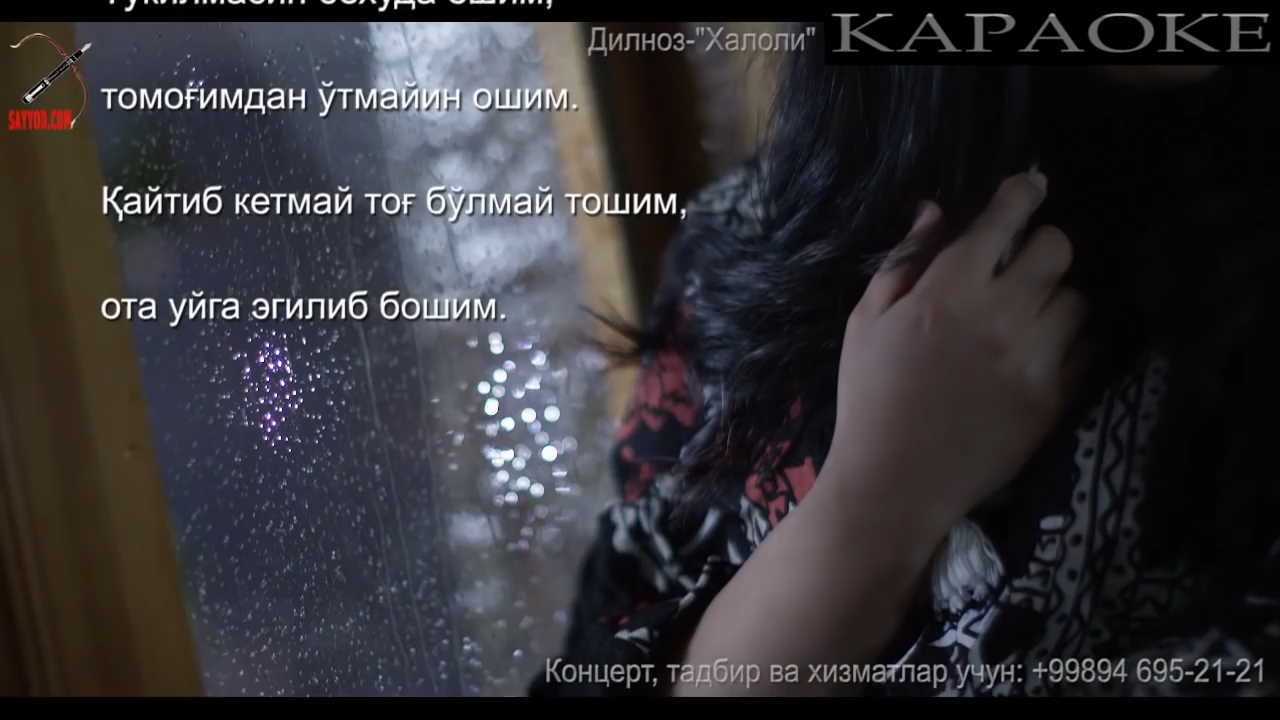 Дилноз-"Халоли"
КАРАОКЕ
SAYYOD.COM
томоғимдан ўтмайин ошим.
Қайтиб кетмай тоғ бўлмай тошим,
ота уйга эгилиб бошим.
Концерт, тадбир ва хизматлар учун: +99894 695-21-21